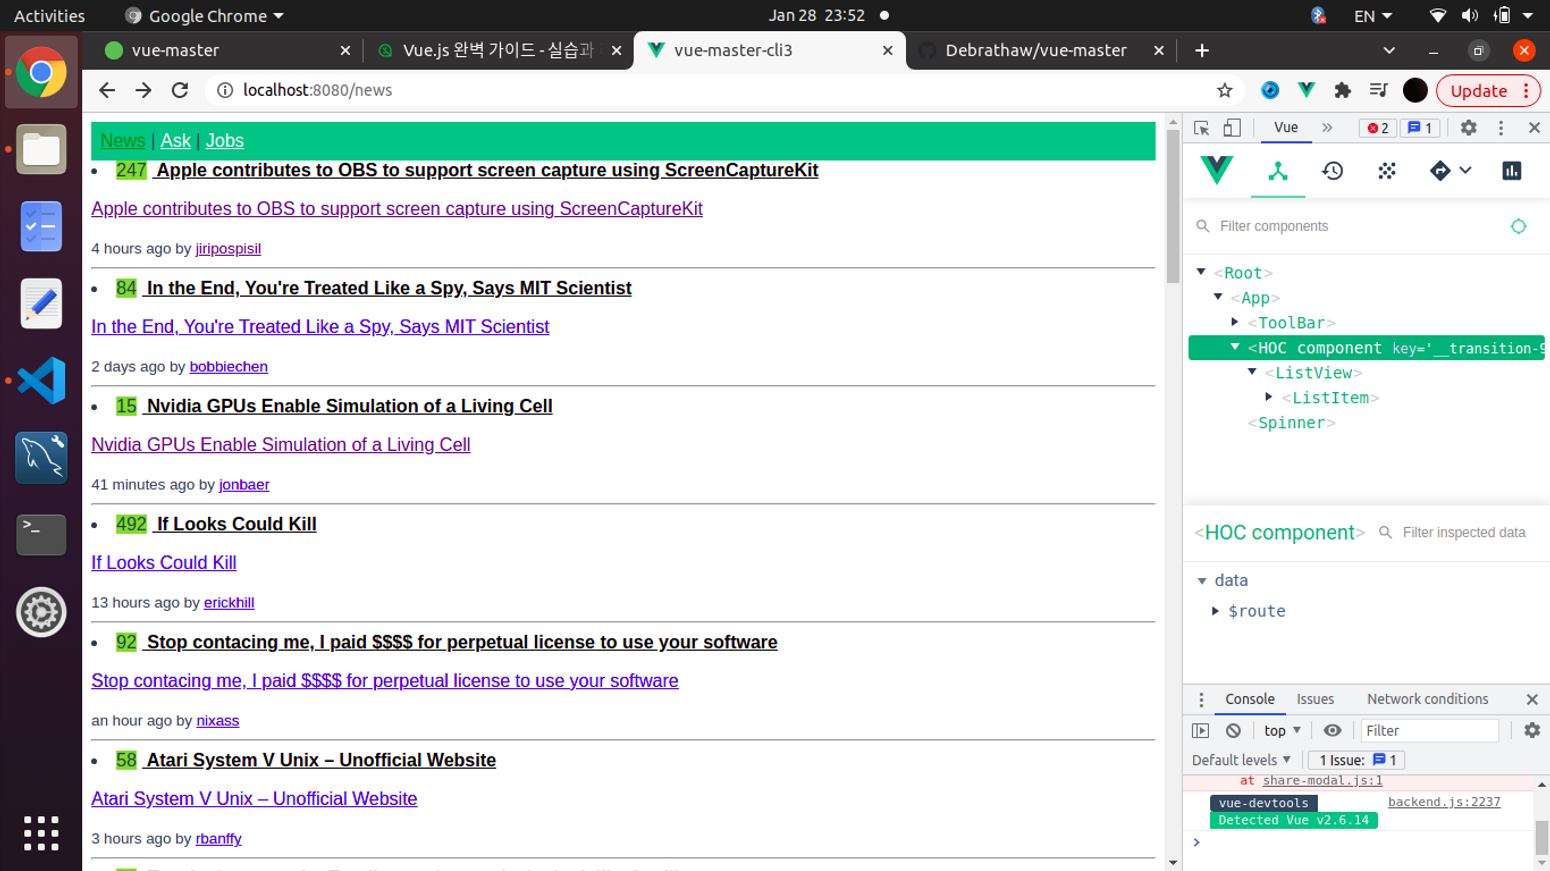 Activities
Google Chrome
Jan 28 23:52
EN
vue-master
Vue.js 완벽 가이드 - 실습과
vue-master-cli3
Debrathaw/vue-master
localhost:8080/news
Update
News | Ask | Jobs
247 Apple contributes to OBS to support screen capture using ScreenCaptureKit
Apple contributes to OBS to support screen capture using ScreenCaptureKit
4 hours ago by jiripospisil
84 In the End, You're Treated Like a Spy, Says MIT Scientist
In the End, You're Treated Like a Spy, Says MIT Scientist
2 days ago by bobbiechen
15 Nvidia GPUs Enable Simulation of a Living Cell
Nvidia GPUs Enable Simulation of a Living Cell
41 minutes ago by jonbaer
492 If Looks Could Kill
If Looks Could Kill
13 hours ago by erickhill
92 Stop contacing me, I paid $$$$ for perpetual license to use your software
Stop contacing me, I paid $$$$ for perpetual license to use your software
an hour ago by nixass
58 Atari System V Unix – Unofficial Website
Atari System V Unix – Unofficial Website
3 hours ago by rbanffy
Vue
2
1
Filter components
<Root>
<App>
<ToolBar>
<HOC component key='__transition-9
<ListView>
<ListItem>
<Spinner>
<HOC component>
Filter inspected data
data
$route
Console
Issues
Network conditions
top
Filter
Default levels
1 Issue: 1
at share-modal.js:1
vue-devtools
backend.js:2237
Detected Vue v2.6.14